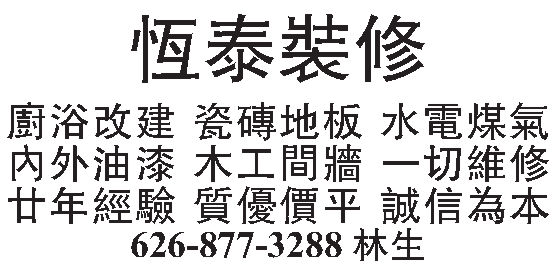 恆泰裝修
廚浴改建 瓷磚地板 水電煤氣
內外油漆 木工間牆 一切維修
廿年經驗 質優價平 誠信為本
626-877-3288 林生